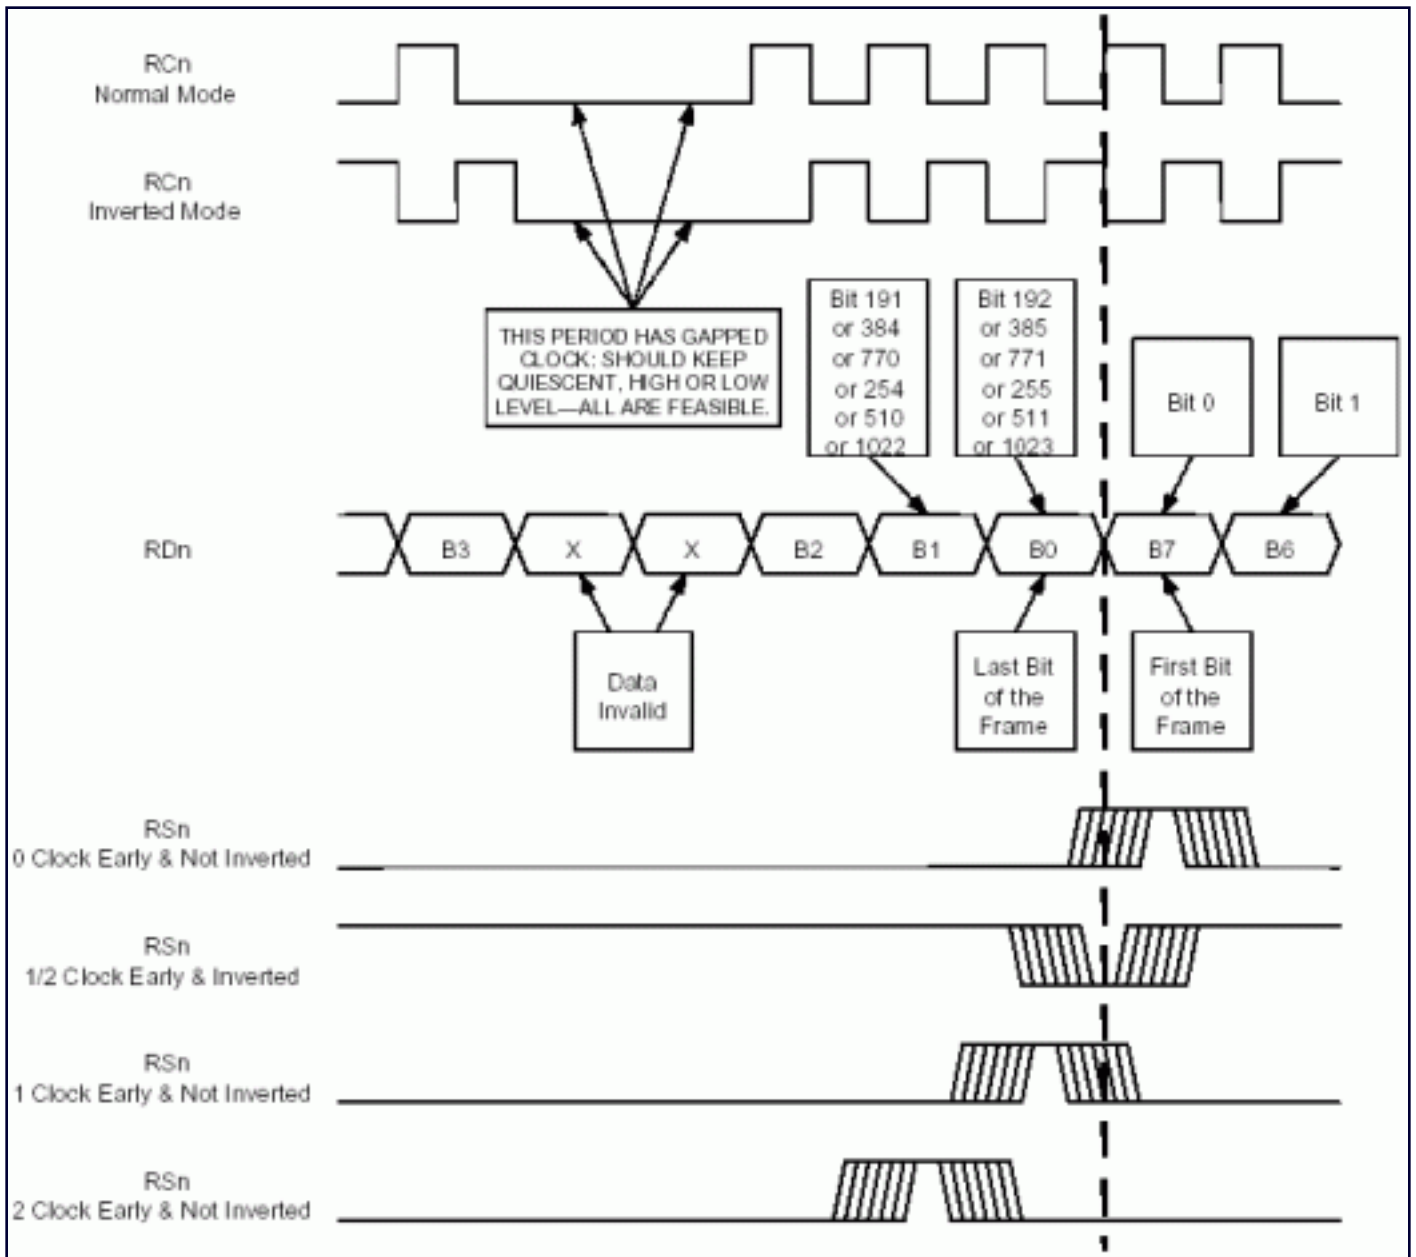 RCn
Normal Mode
RCn
Inverted Mode
THIS PERIOD HAS GAPPED
CLOCK: SHOULD KEEP
QUIESCENT, HIGH OR LOW
LEVEL—ALL ARE FEASIBLE.
Bit 191
or 384
or 770
or 254
or 510
or 1022
Bit 192
or 385
or 771
or 255
or 511
or 1023
Bit 0
Bit 1
RDn
B3
X
X
B2
B1
B0
B7
B6
Data
Invalid
Last Bit
of the
Frame
First Bit
of the
Frame
RSn
0 Clock Early & Not Inverted
RSn
1/2 Clock Early & Inverted
RSn
1 Clock Early & Not Inverted
RSn
2 Clock Early & Not Inverted